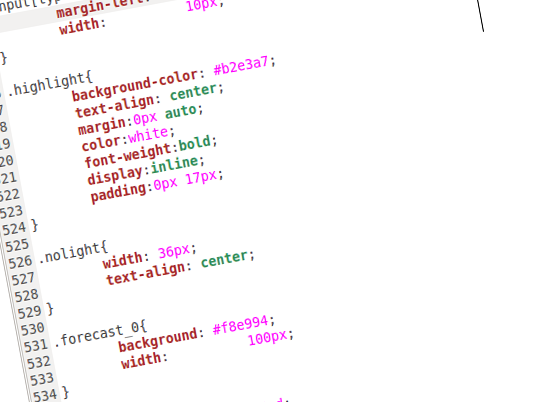 nput[ty
margin-left: 10px;
width:
}
.highlight{
7 background-color: #b2e3a7;
8 text-align: center;
19 margin:0px auto;
20 color:white;
21 font-weight:bold;
522 display:inline;
523 padding:0px 17px;
524 }
525
526 .nolight{
527 width: 36px;
528 text-align: center;
529 }
530
531 .forecast_0{
532 background: #f8e994;
533 width: 100px;
534 }